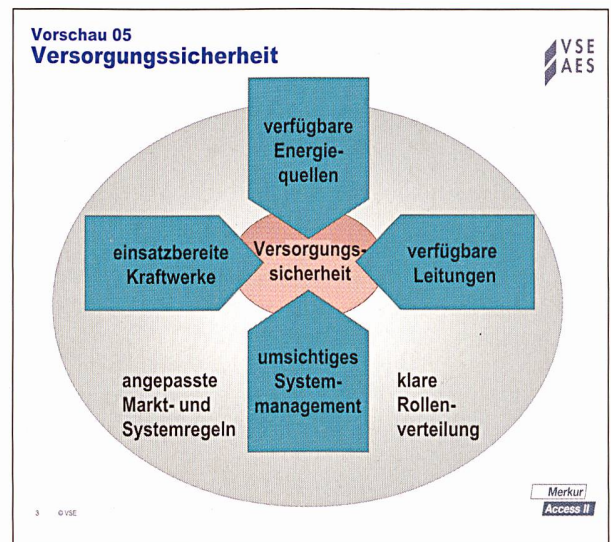 Vorschau 05
Versorgungssicherheit
VSE
AES
verfügbare
Energie-
quellen
einsatzbereite
Kraftwerke
Versorgungs-
sicherheit
verfügbare
Leitungen
umsichtiges
System-
management
angepasste
Markt- und
Systemregeln
klare
Rollen-
verteilung
3 © VSE
Merkur
Access II